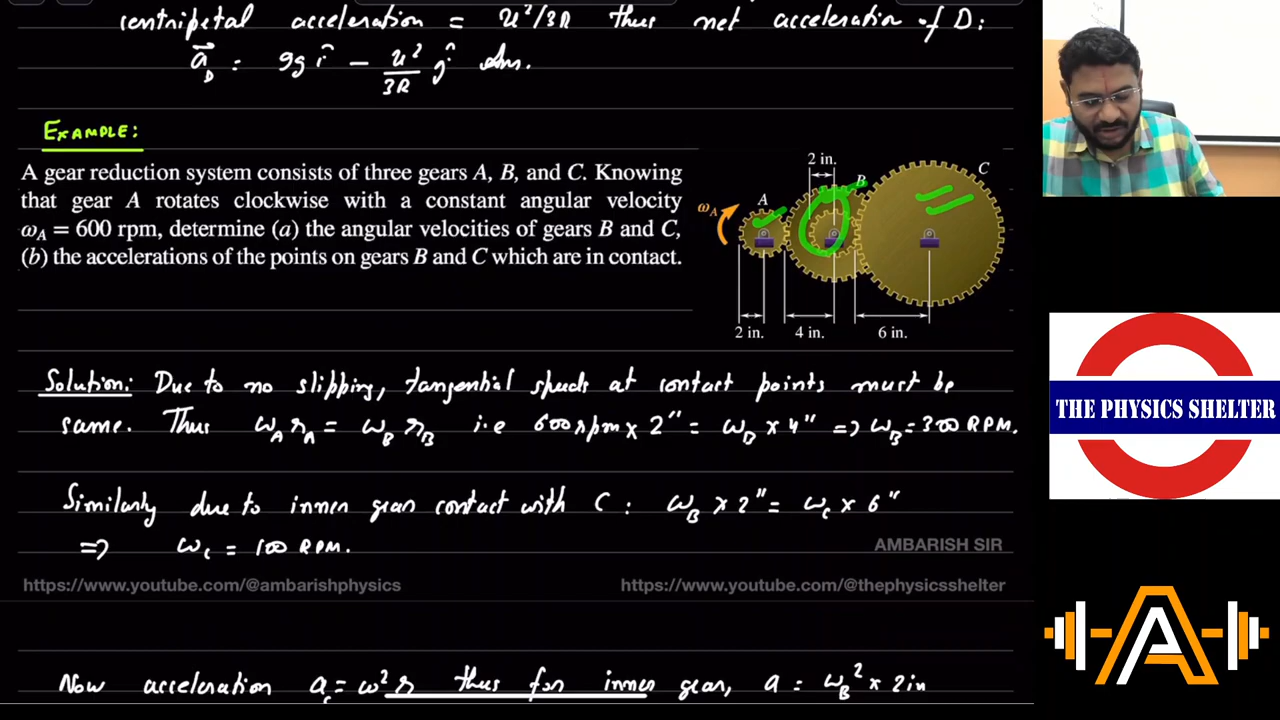 centripetal acceleration = u²/3R thus net acceleration of D:
a⃗_D = 9g î − u²/3R ĵ Ans.
EXAMPLE:
A gear reduction system consists of three gears A, B, and C. Knowing
that gear A rotates clockwise with a constant angular velocity
ω_A = 600 rpm, determine (a) the angular velocities of gears B and C,
(b) the accelerations of the points on gears B and C which are in contact.
2 in.
A
B
C
ω_A
2 in.
4 in.
6 in.
Solution: Due to no slipping, tangential speeds at contact points must be
same. Thus ω_A r_A = ω_B r_B i.e 600 rpm × 2" = ω_B × 4" => ω_B = 300 RPM.
Similarly due to inner gear contact with C: ω_B × 2" = ω_C × 6"
=> ω_C = 100 RPM.
AMBARISH SIR
https://www.youtube.com/@ambarishphysics
https://www.youtube.com/@thephysicsshelter
Now acceleration a_c = ω² r thus for inner gear, a = ω_B² × 2in
THE PHYSICS SHELTER